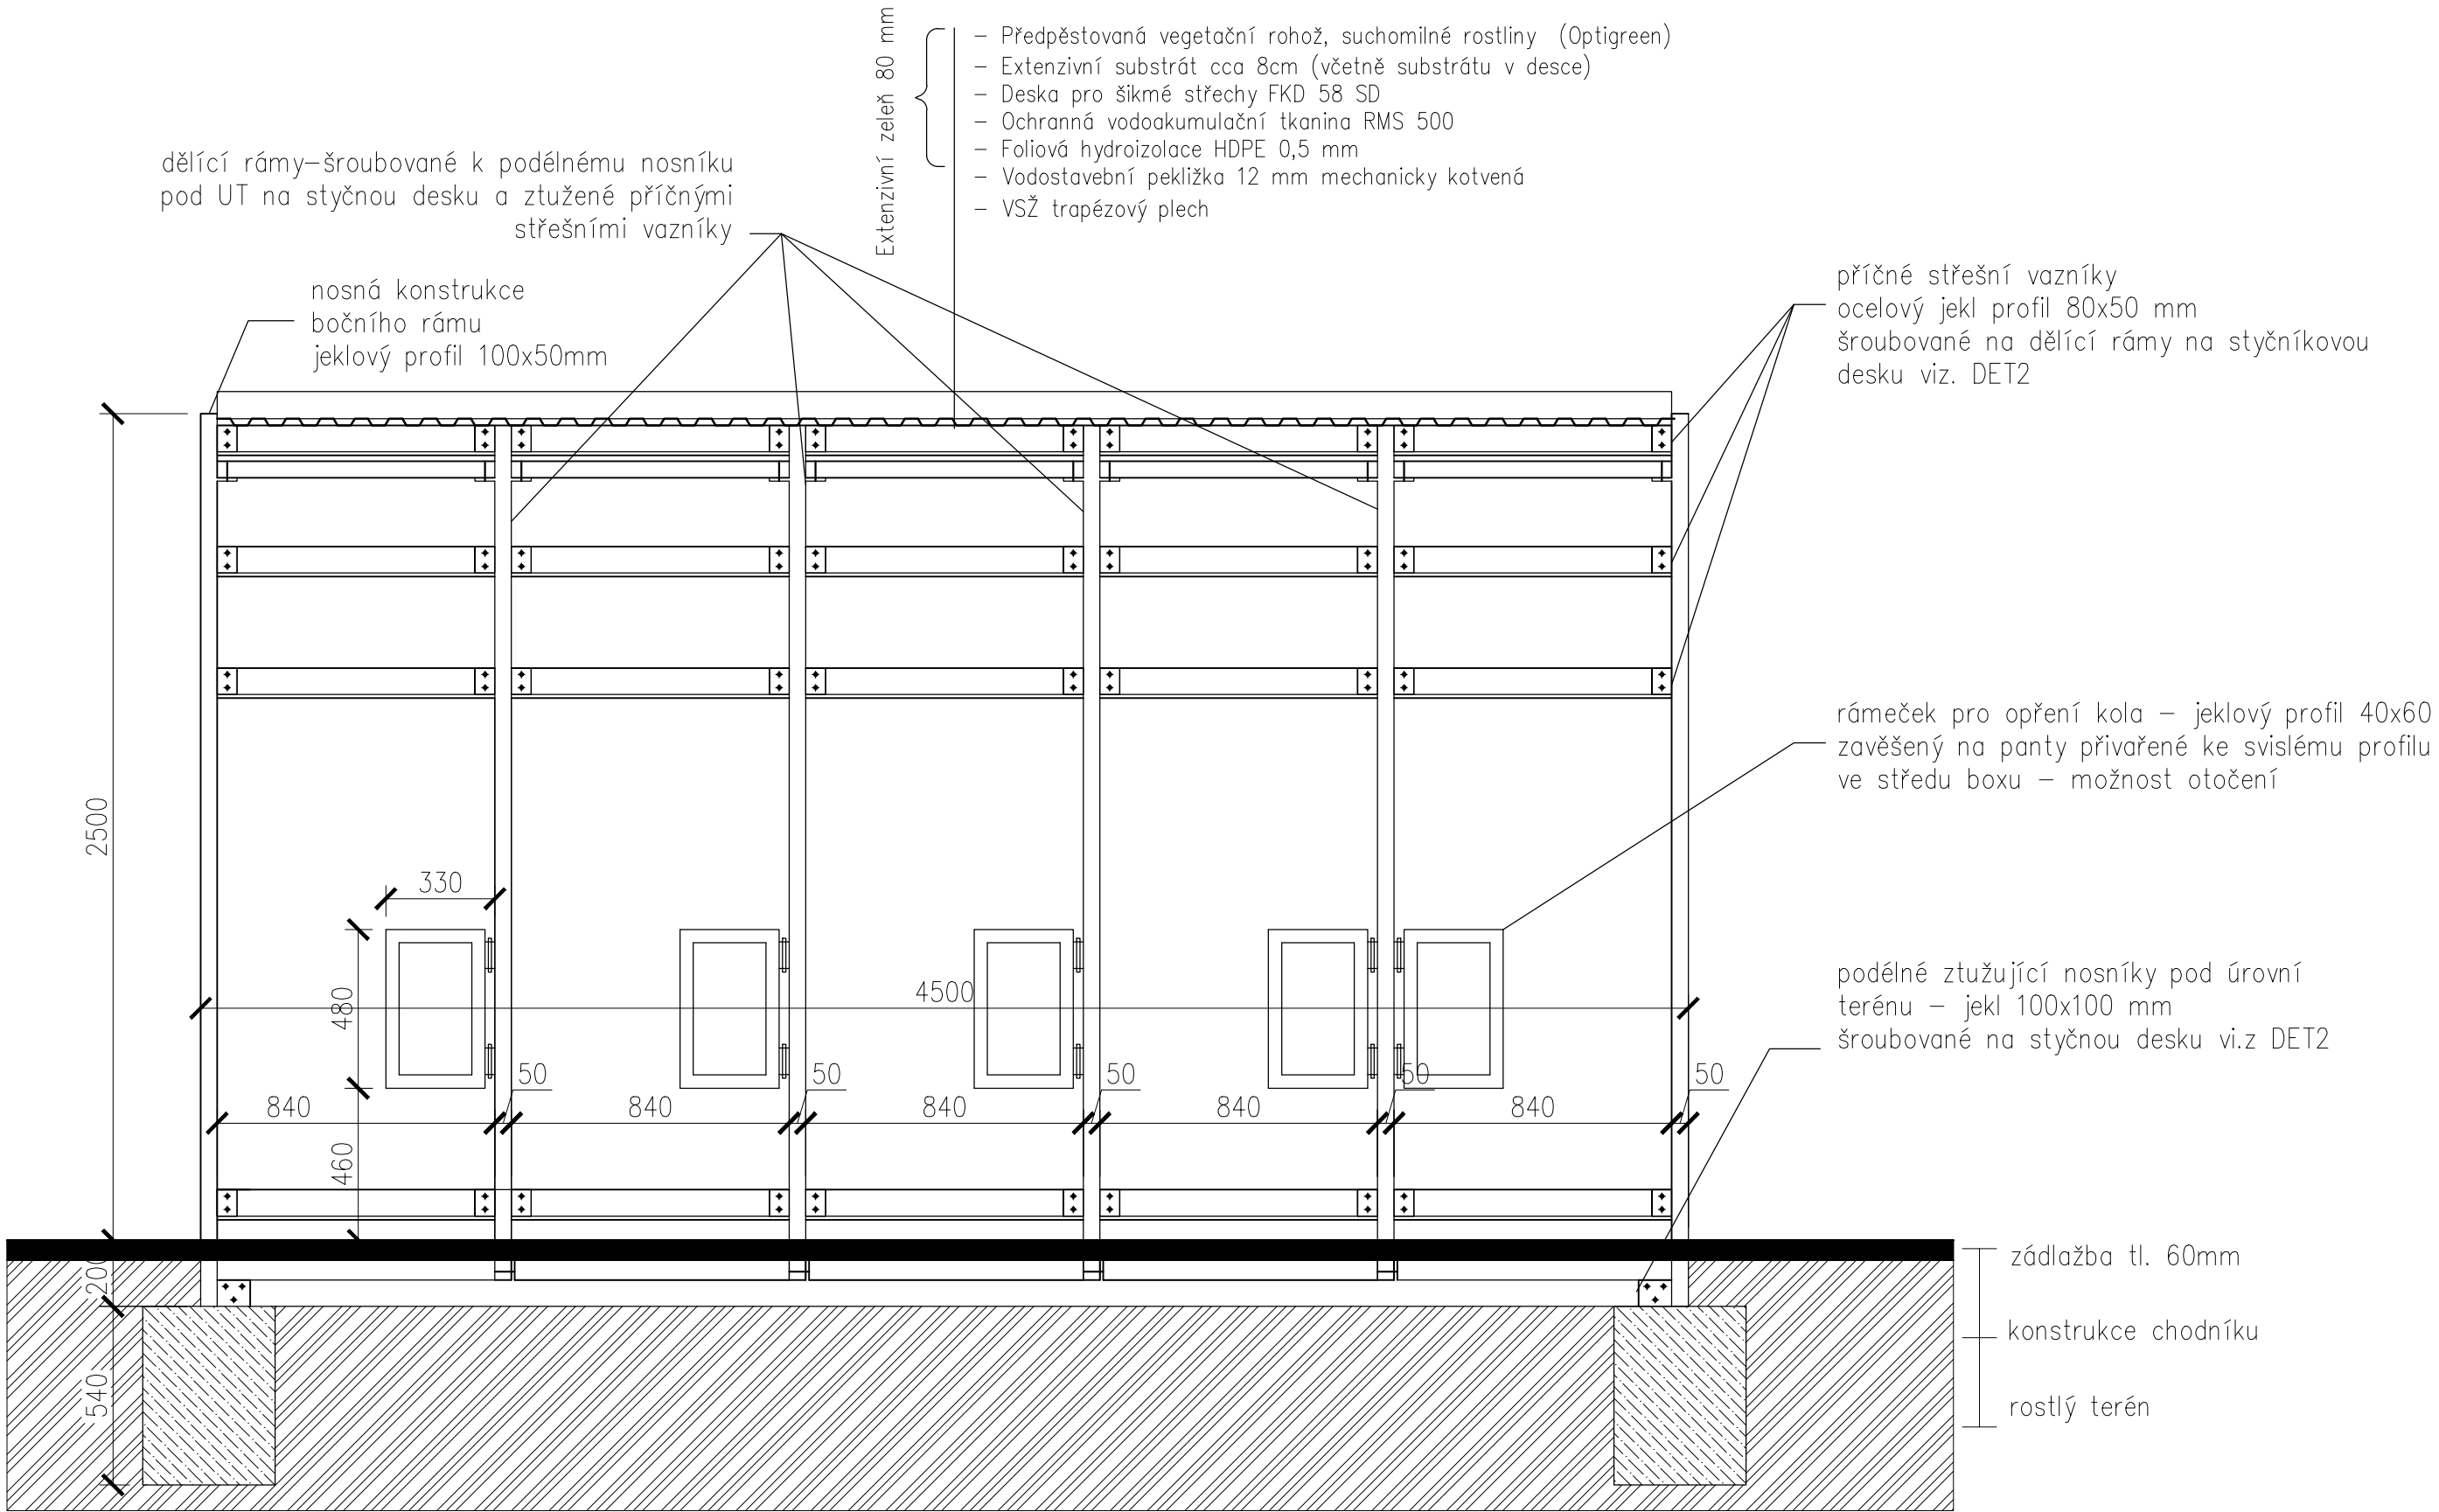 Extenzivní zeleň 80 mm
– Předpěstovaná vegetační rohož, suchomilné rostliny (Optigreen)
– Extenzivní substrát cca 8cm (včetně substrátu v desce)
– Deska pro šikmé střechy FKD 58 SD
– Ochranná vodoakumulační tkanina RMS 500
– Foliová hydroizolace HDPE 0,5 mm
– Vodostavební pekližka 12 mm mechanicky kotvená
– VSŽ trapézový plech
dělící rámy–šroubované k podélnému nosníku
pod UT na styčnou desku a ztužené příčnými
střešními vazníky
nosná konstrukce
bočního rámu
jeklový profil 100x50mm
příčné střešní vazníky
ocelový jekl profil 80x50 mm
šroubované na dělící rámy na styčníkovou
desku viz. DET2
rámeček pro opření kola – jeklový profil 40x60
zavěšený na panty přivařené ke svislému profilu
ve středu boxu – možnost otočení
2500
330
480
4500
podélné ztužující nosníky pod úrovní
terénu – jekl 100x100 mm
šroubované na styčnou desku vi.z DET2
50
50
50
50
50
840
840
840
840
840
460
200
540
zádlažba tl. 60mm
konstrukce chodníku
rostlý terén